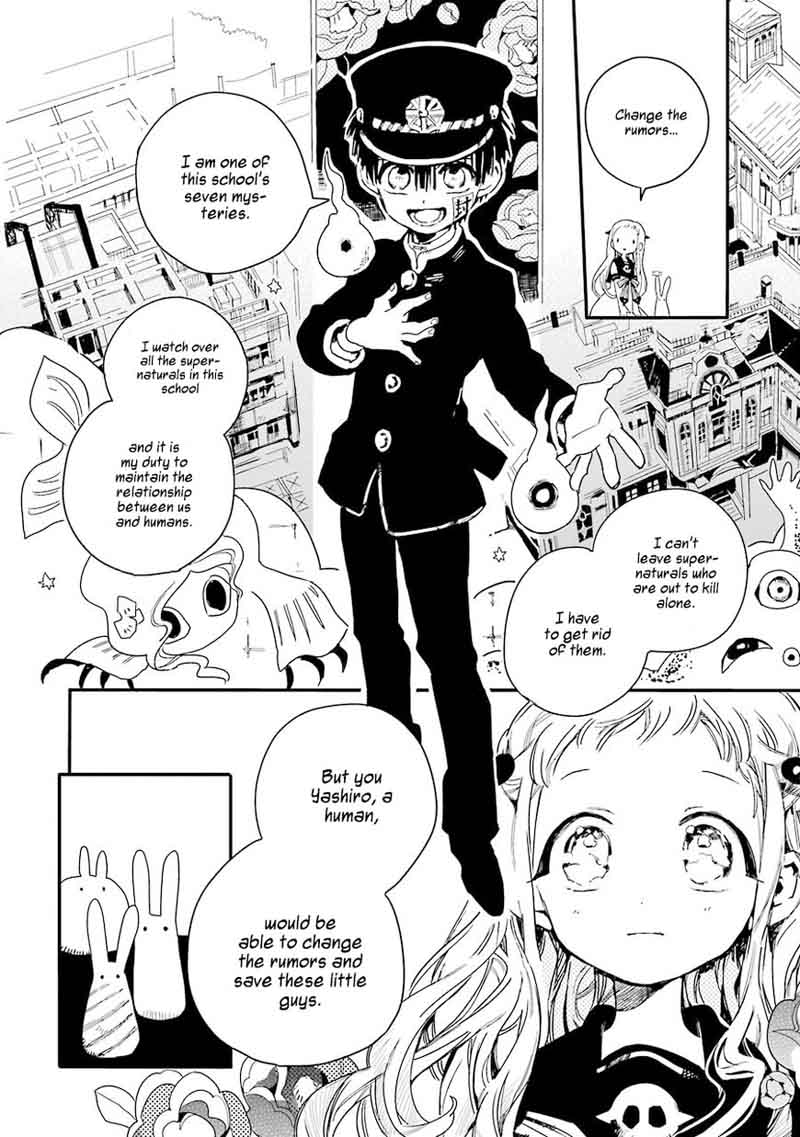 Change the
rumors...
I am one of
this school's
seven mys-
teries.
I watch over
all the super-
naturals in this
school
and it is
my duty to
maintain the
relationship
between us
and humans.
I can't
leave super-
naturals who
are out to kill
alone.
I have
to get rid
of them.
But you
Yashiro, a
human,
would be
able to change
the rumors and
save these little
guys.